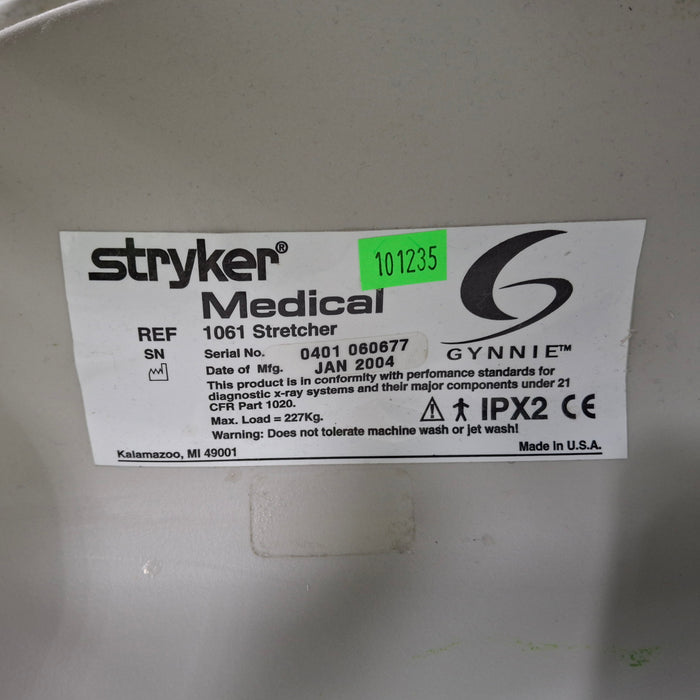 stryker®
101235
Medical
REF 1061 Stretcher
SN Serial No. 0401 060677
Date of Mfg. JAN 2004
GYNNIE™
This product is in conformity with perfomance standards for
diagnostic x-ray systems and their major components under 21
CFR Part 1020.
Max. Load = 227Kg.
IPX2 CE
Warning: Does not tolerate machine wash or jet wash!
Kalamazoo, MI 49001
Made in U.S.A.